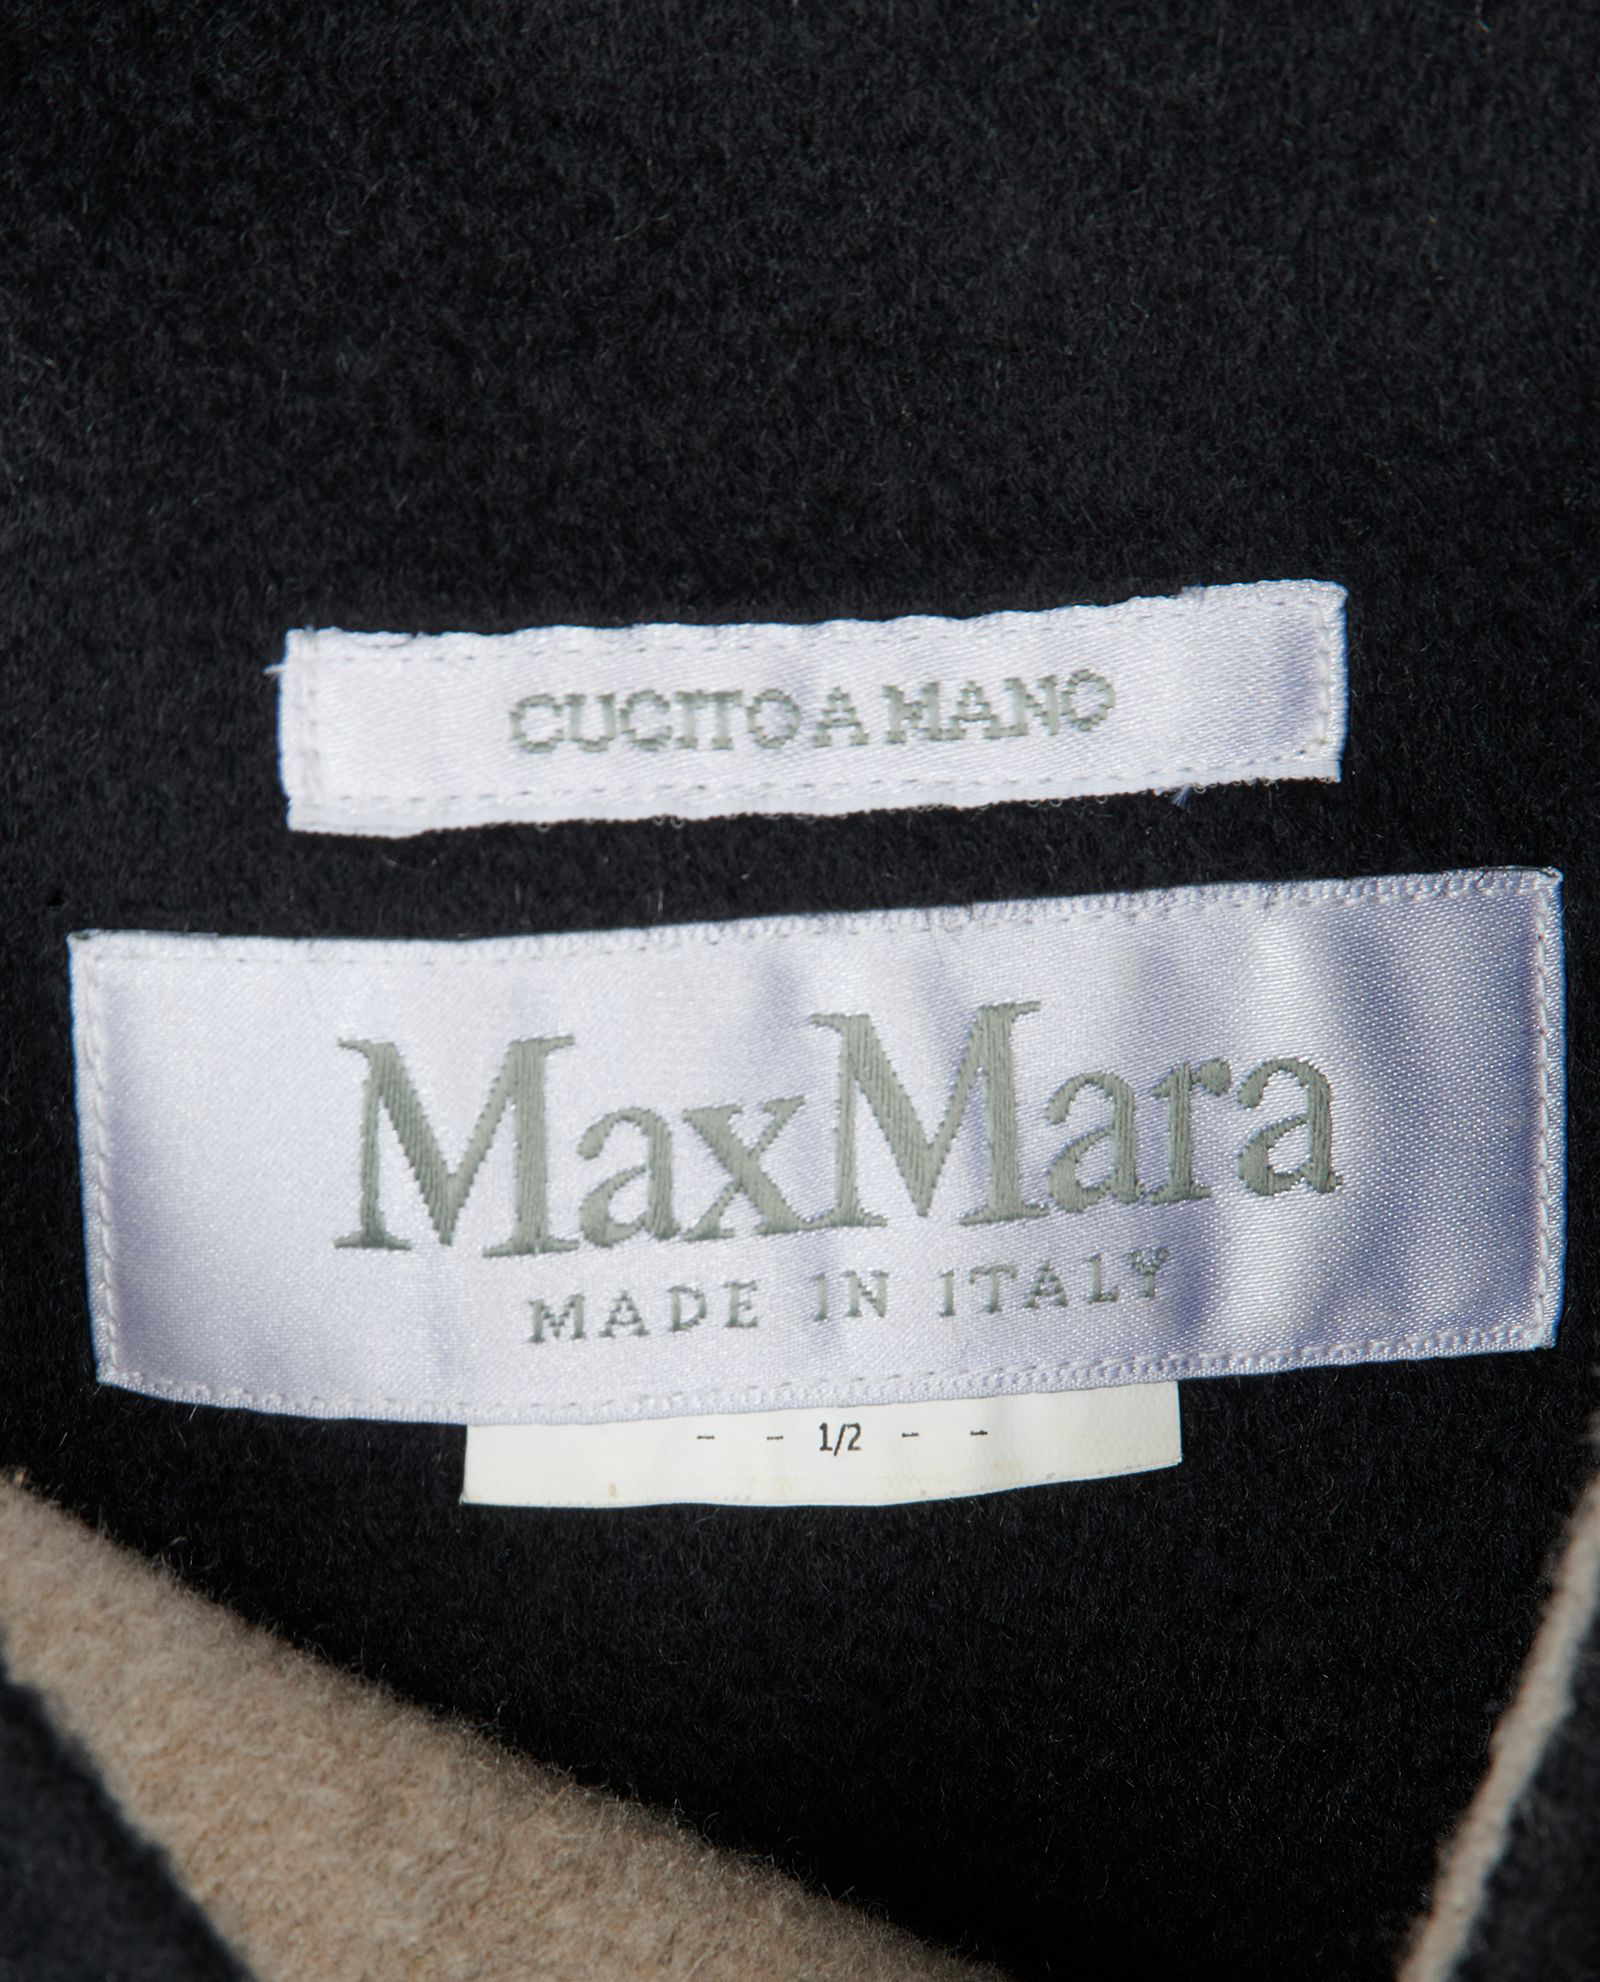 CUCITO A MANO
MaxMara
MADE IN ITALY
- - 1/2 - -